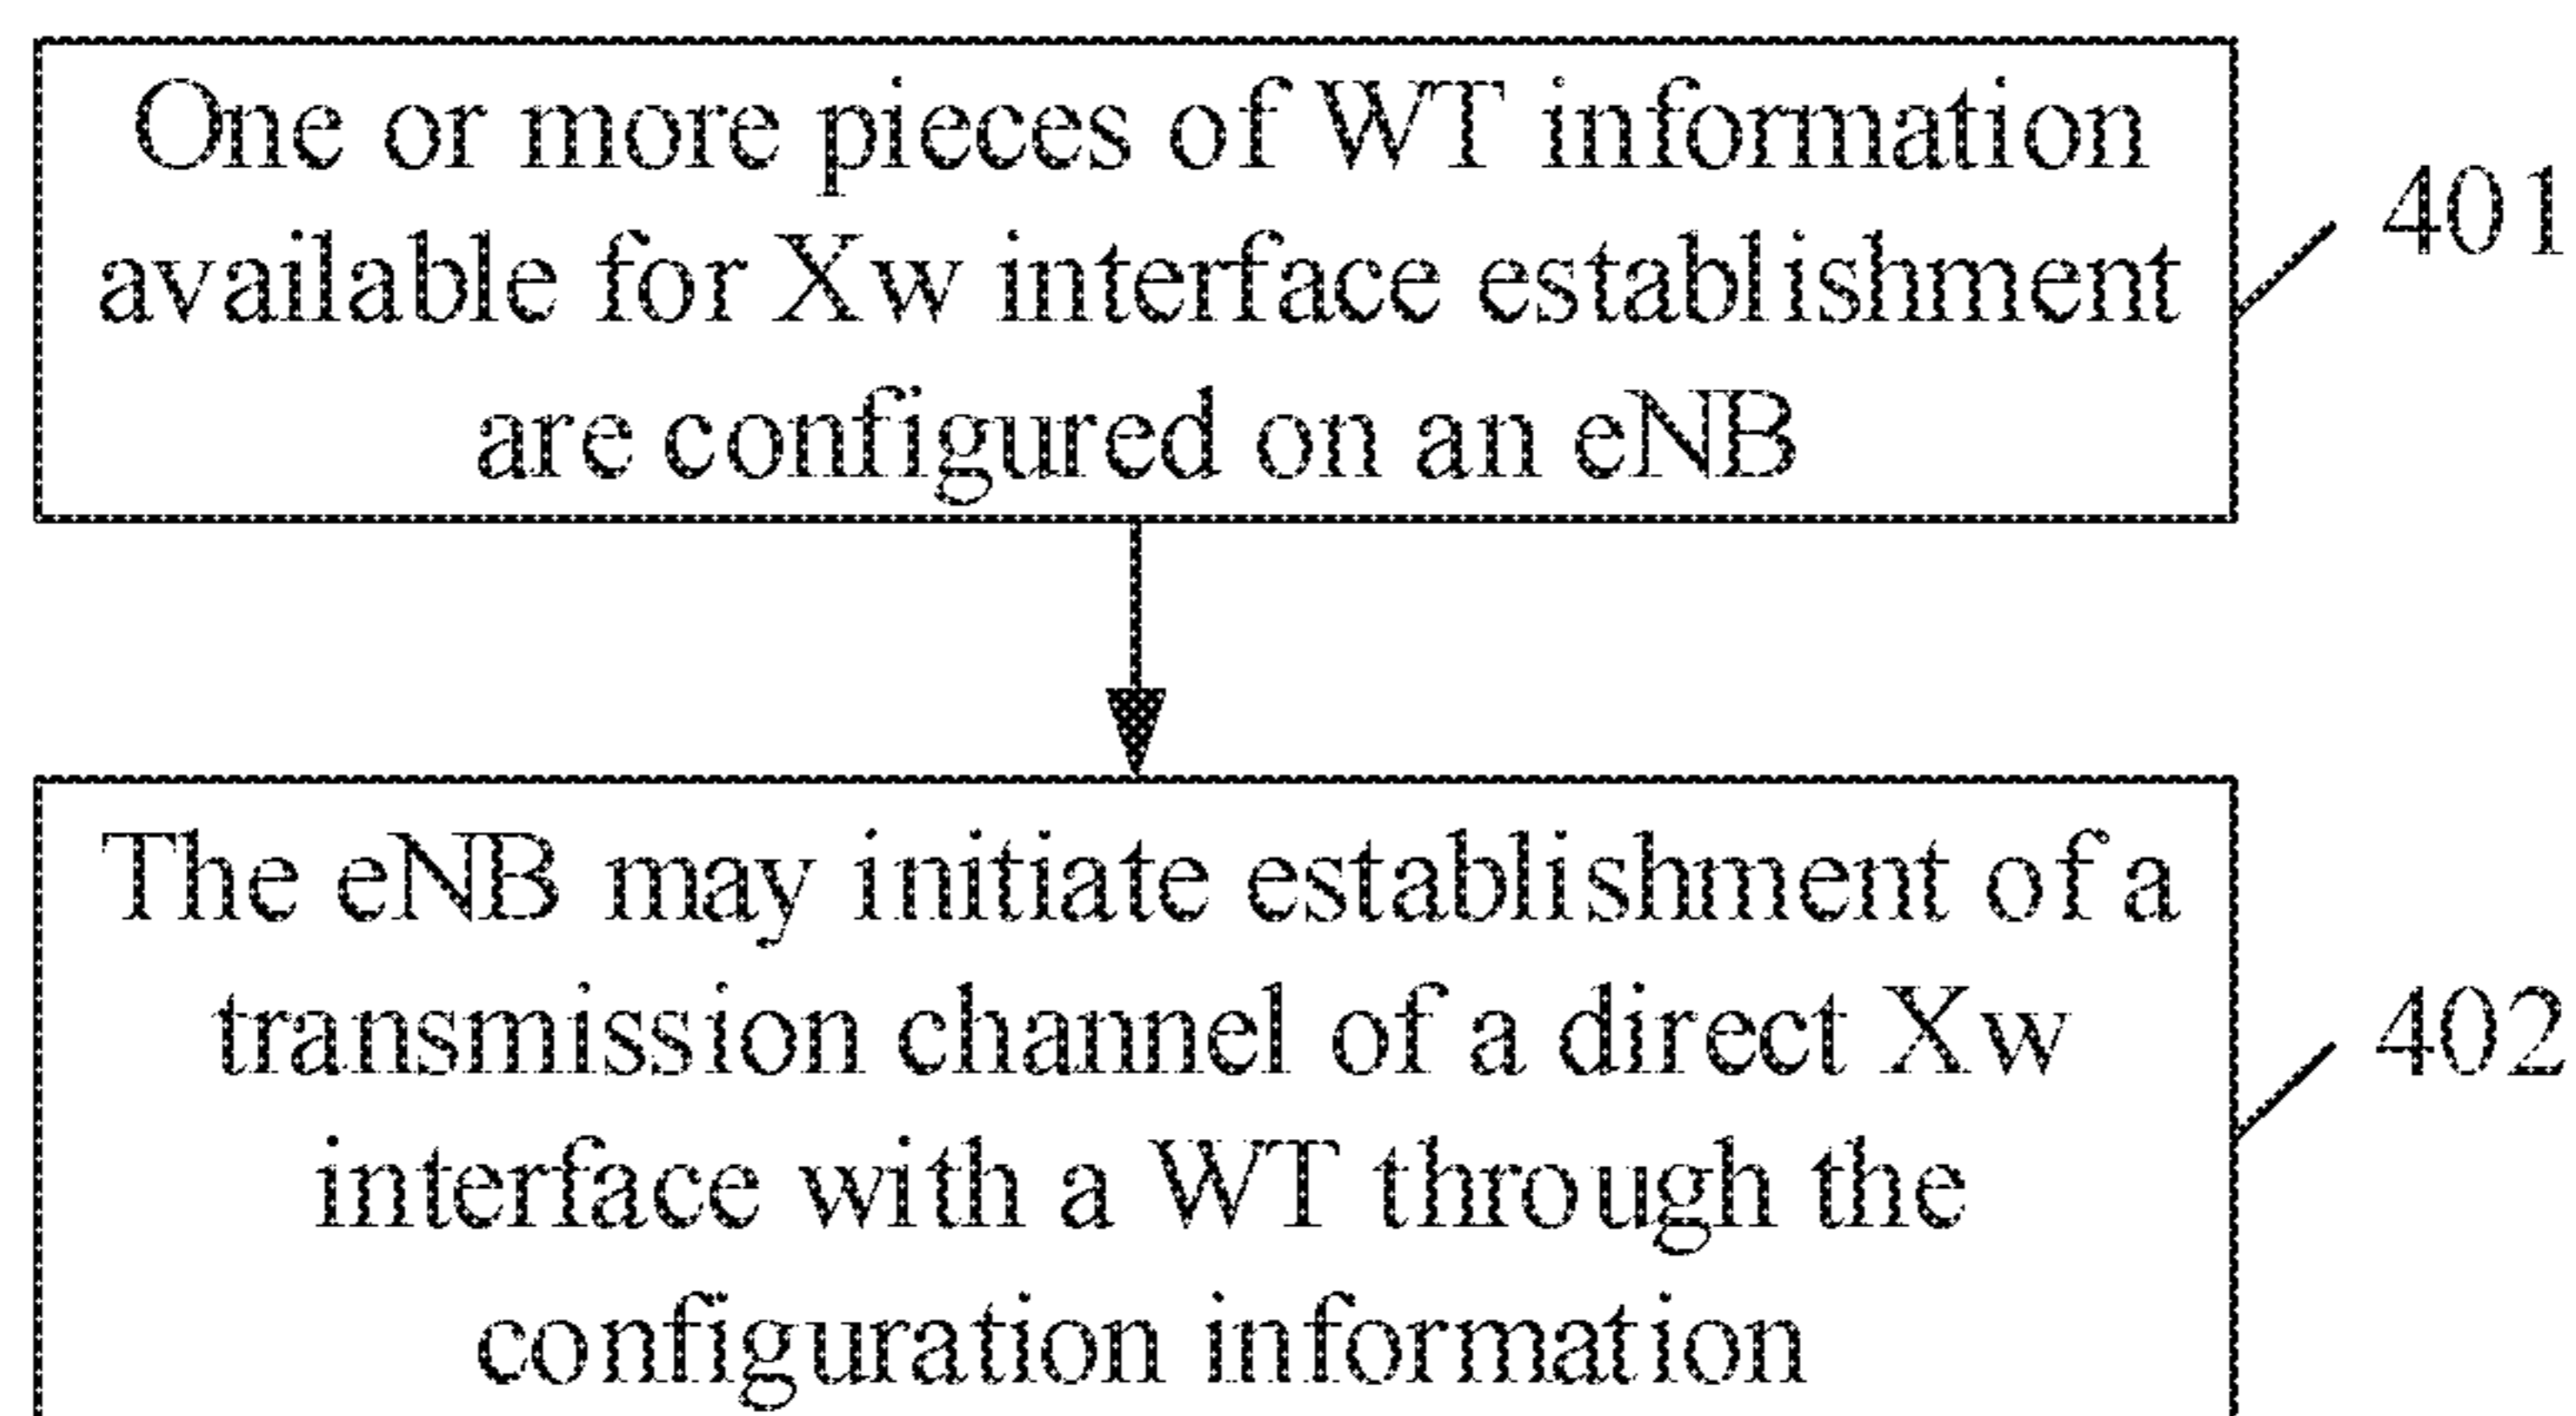 One or more pieces of WT information
available for Xw interface establishment
are configured on an eNB
401
The eNB may initiate establishment of a
transmission channel of a direct Xw
interface with a WT through the
configuration information
402